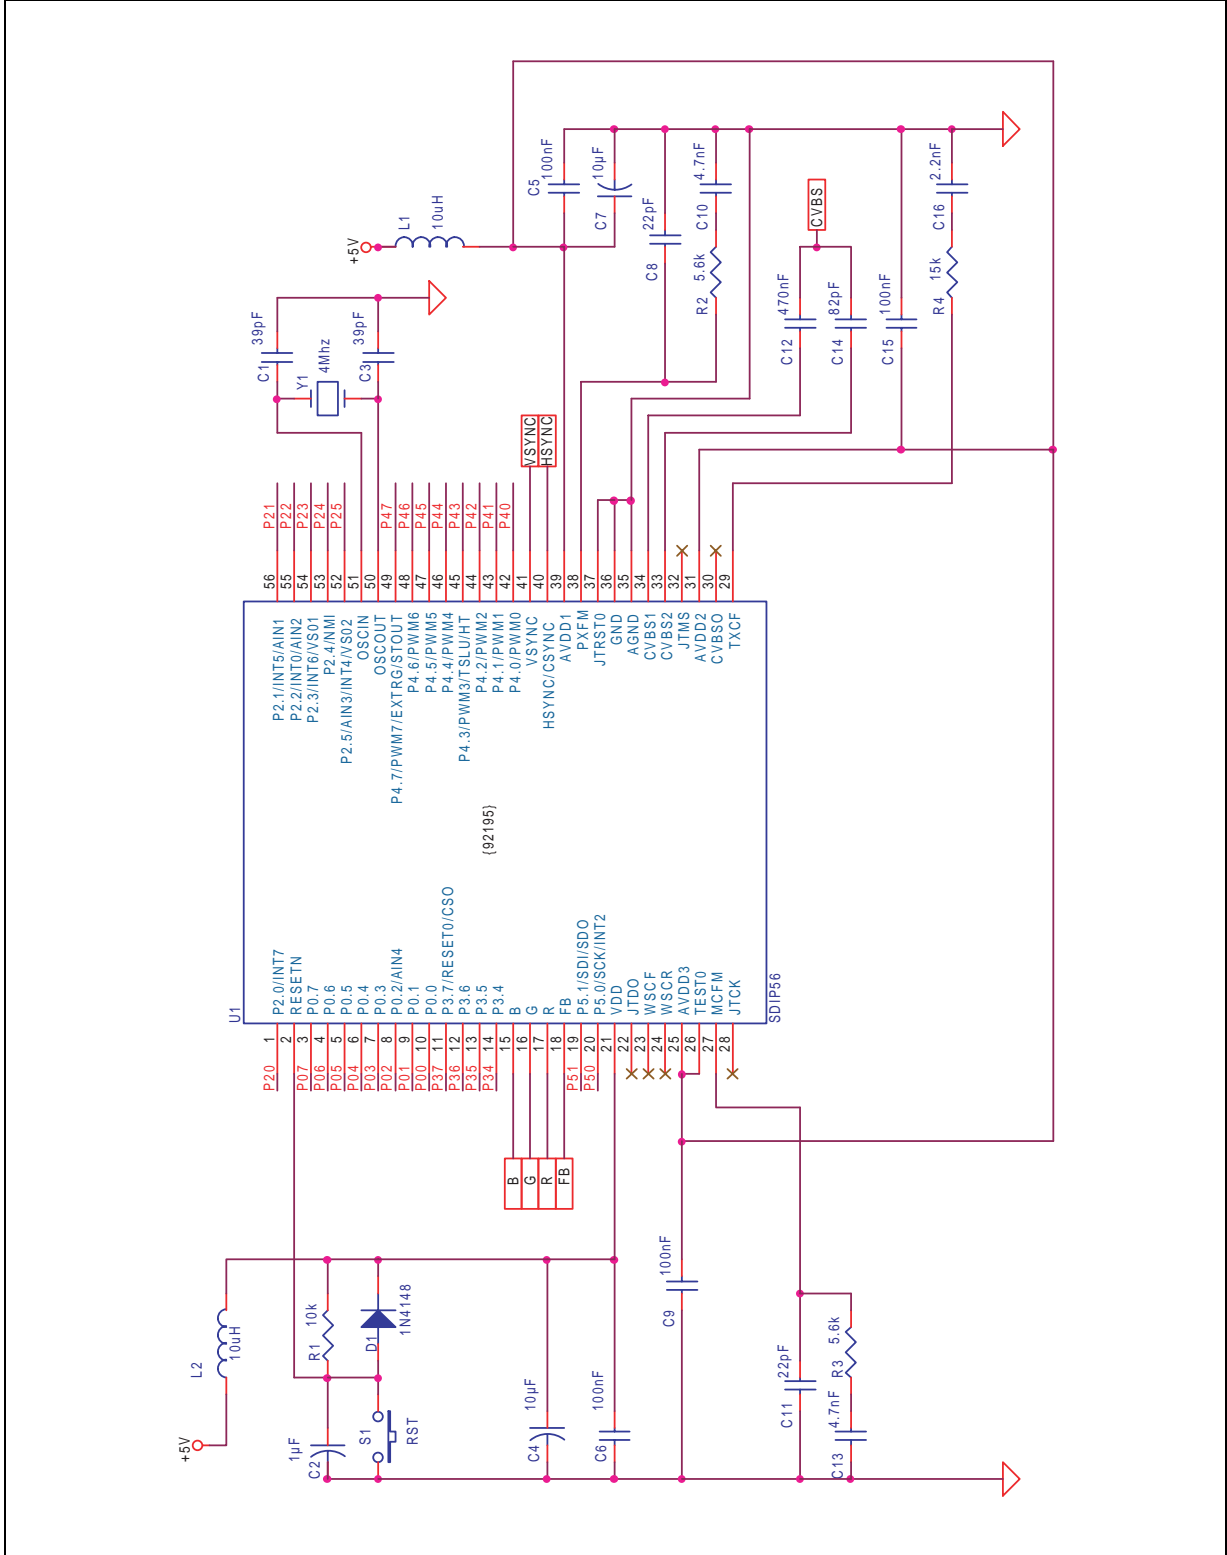 +5V
L1
10uH
C5
100nF
C7
10µF
C8
22pF
C10
4.7nF
R2
5.6k
CVBS
C12
470nF
C14
82pF
C15
100nF
C16
2.2nF
R4
15k
C1
39pF
Y1
4Mhz
C3
39pF
VSYNC
HSYNC
P21
P22
P23
P24
P25
P47
P46
P45
P44
P43
P42
P41
P40
56
55
54
53
52
51
50
49
48
47
46
45
44
43
42
41
40
39
38
37
36
35
34
33
32
31
30
29
P2.1/INT5/AIN1
P2.2/INT0/AIN2
P2.3/INT6/VS01
P2.4/NMI
P2.5/AIN3/INT4/VS02
OSCIN
OSCOUT
P4.7/PWM7/EXTRG/STOUT
P4.6/PWM6
P4.5/PWM5
P4.4/PWM4
P4.3/PWM3/TSLU/HT
P4.2/PWM2
P4.1/PWM1
P4.0/PWM0
VSYNC
HSYNC/CSYNC
AVDD1
PXFM
JTRST0
GND
AGND
CVBS1
CVBS2
JTMS
AVDD2
CVBSO
TXCF
{92195}
U1
SDIP56
P2.0/INT7
RESETN
P0.7
P0.6
P0.5
P0.4
P0.3
P0.2/AIN4
P0.1
P0.0
P3.7/RESET0/CSO
P3.6
P3.5
P3.4
B
G
R
FB
P5.1/SDI/SDO
P5.0/SCK/INT2
VDD
JTDO
WSCF
WSCR
AVDD3
TEST0
MCFM
JTCK
1
2
3
4
5
6
7
8
9
10
11
12
13
14
15
16
17
18
19
20
21
22
23
24
25
26
27
28
P20
P07
P06
P05
P04
P03
P02
P01
P00
P37
P36
P35
P34
P51
P50
B
G
R
FB
+5V
L2
10uH
R1
10k
D1
1N4148
C2
1µF
S1
RST
C4
10µF
C6
100nF
C9
100nF
C11
22pF
R3
5.6k
C13
4.7nF